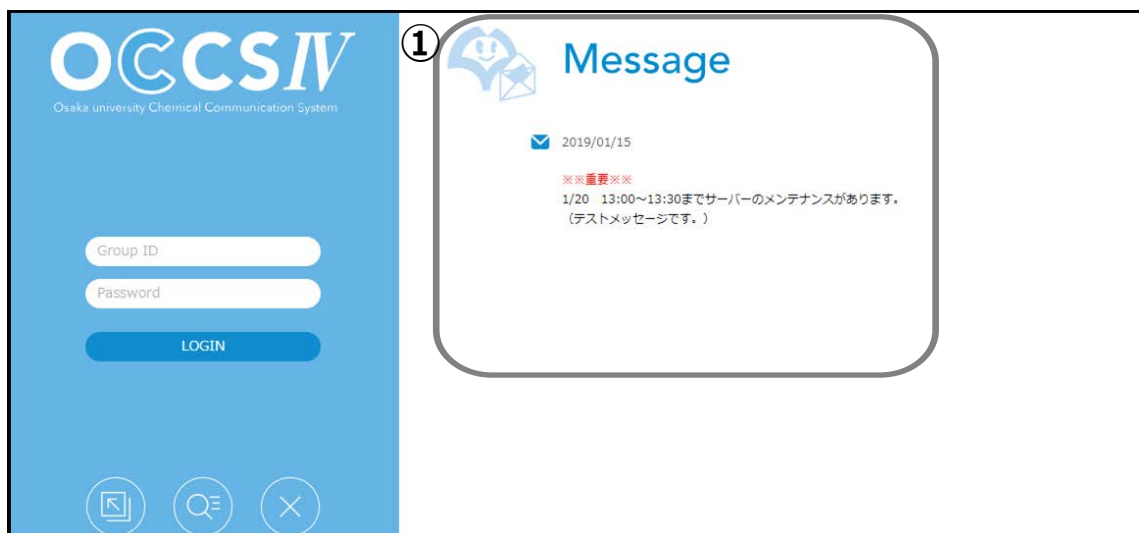 OCCSIV
Osaka university Chemical Communication System
Group ID
Password
LOGIN
①
Message
2019/01/15
※※重要※※
1/20　13:00～13:30までサーバーのメンテナンスがあります。
（テストメッセージです。）